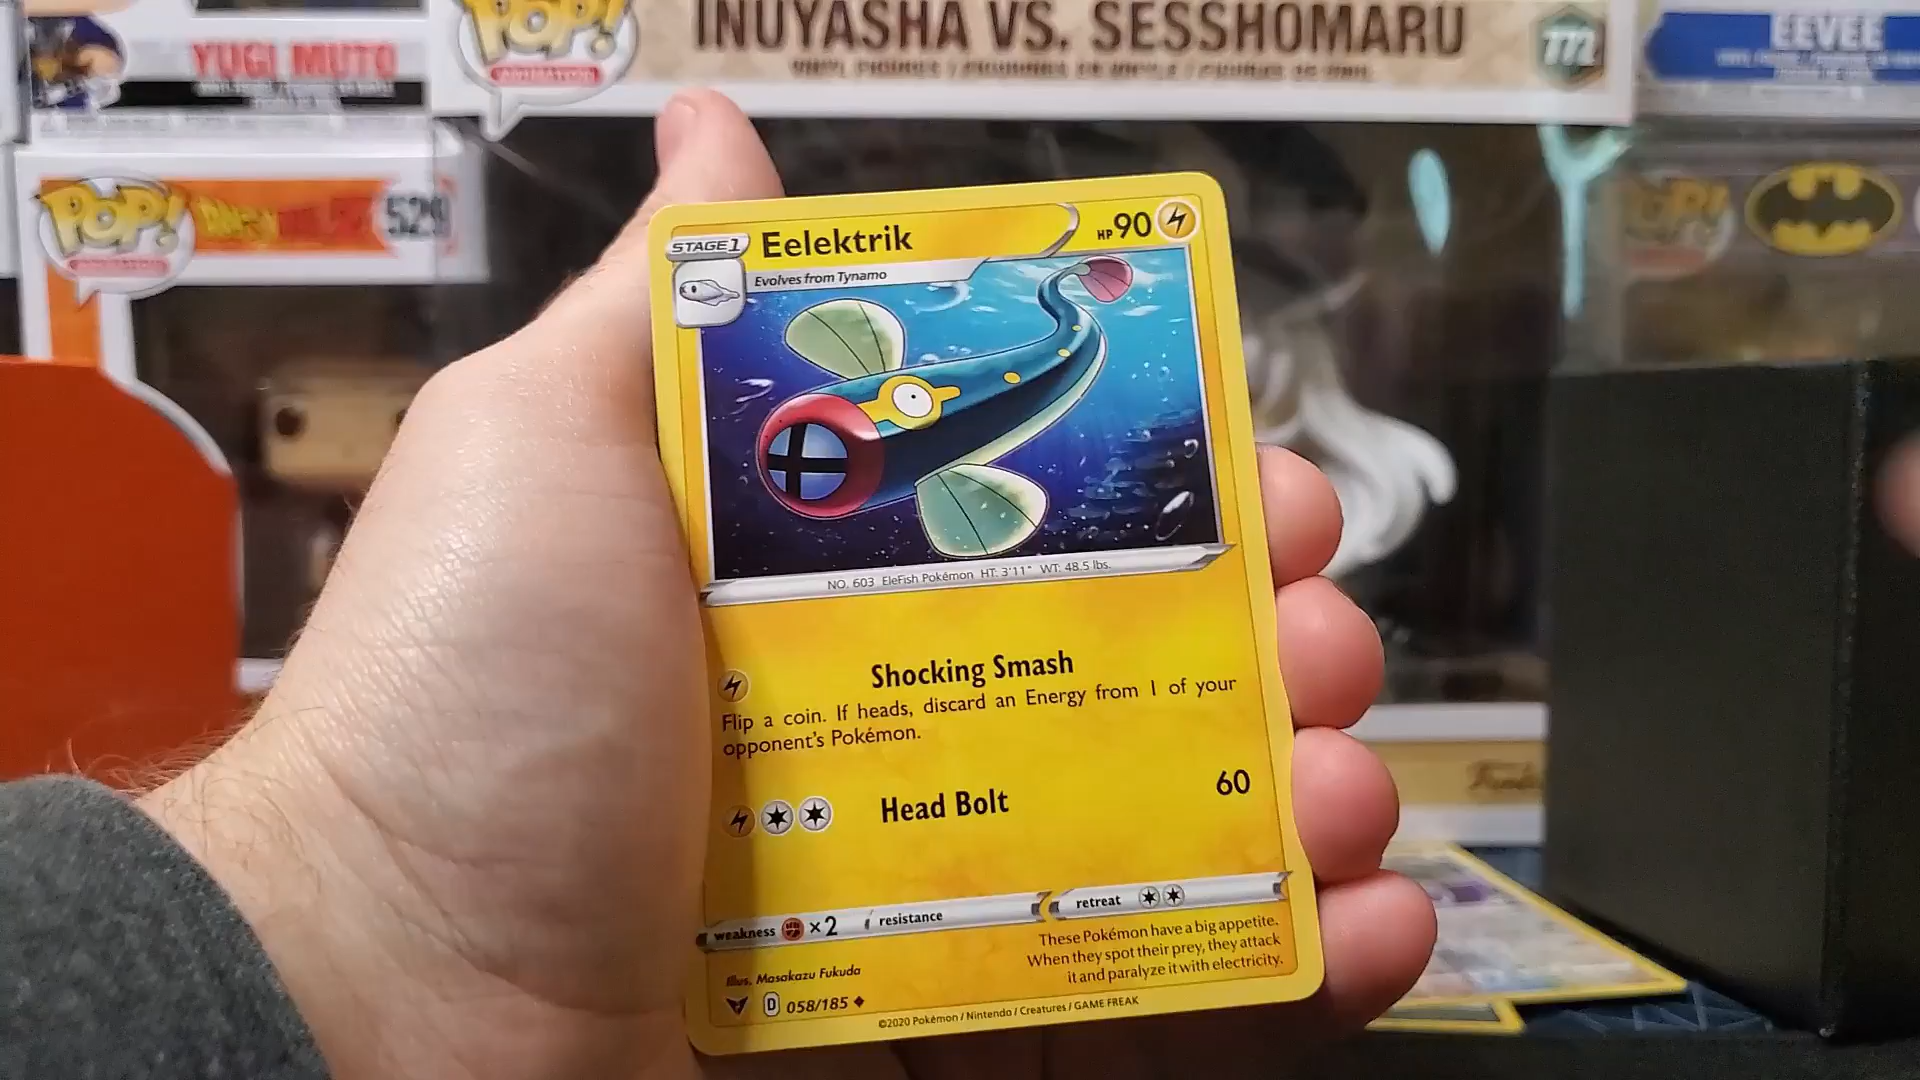 YUGI MUTO
POP!
ANIMATION
INUYASHA VS. SESSHOMARU
m
EEVEE
POP!
529
POP!
STAGE 1
Eelektrik
HP 90
Evolves from Tynamo
NO. 603 EleFish Pokémon HT: 3'11" WT: 48.5 lbs.
Shocking Smash
Flip a coin. If heads, discard an Energy from 1 of your
opponent's Pokémon.
Head Bolt 60
weakness ×2 resistance retreat
These Pokémon have a big appetite.
When they spot their prey, they attack
it and paralyze it with electricity.
Illus. Masakazu Fukuda
D 058/185
©2020 Pokémon / Nintendo / Creatures / GAME FREAK
Funko